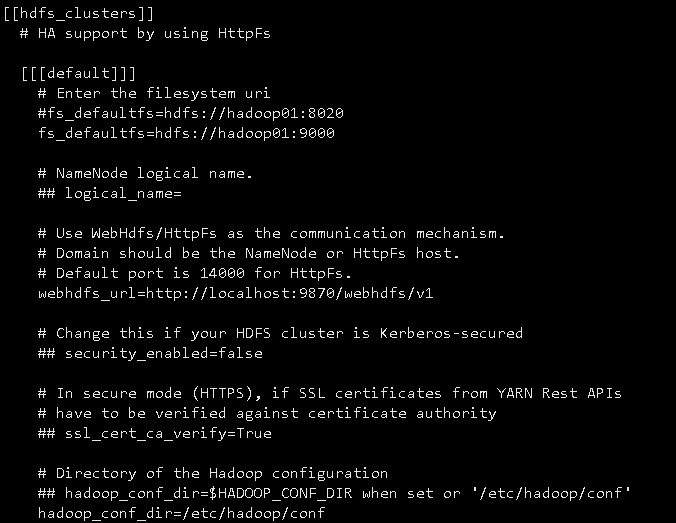 [[hdfs_clusters]]
# HA support by using HttpFs
[[[default]]]
# Enter the filesystem uri
#fs_defaultfs=hdfs://hadoop01:8020
fs_defaultfs=hdfs://hadoop01:9000
# NameNode logical name.
## logical_name=
# Use WebHdfs/HttpFs as the communication mechanism.
# Domain should be the NameNode or HttpFs host.
# Default port is 14000 for HttpFs.
webhdfs_url=http://localhost:9870/webhdfs/v1
# Change this if your HDFS cluster is Kerberos-secured
## security_enabled=false
# In secure mode (HTTPS), if SSL certificates from YARN Rest APIs
# have to be verified against certificate authority
## ssl_cert_ca_verify=True
# Directory of the Hadoop configuration
## hadoop_conf_dir=$HADOOP_CONF_DIR when set or '/etc/hadoop/conf'
hadoop_conf_dir=/etc/hadoop/conf